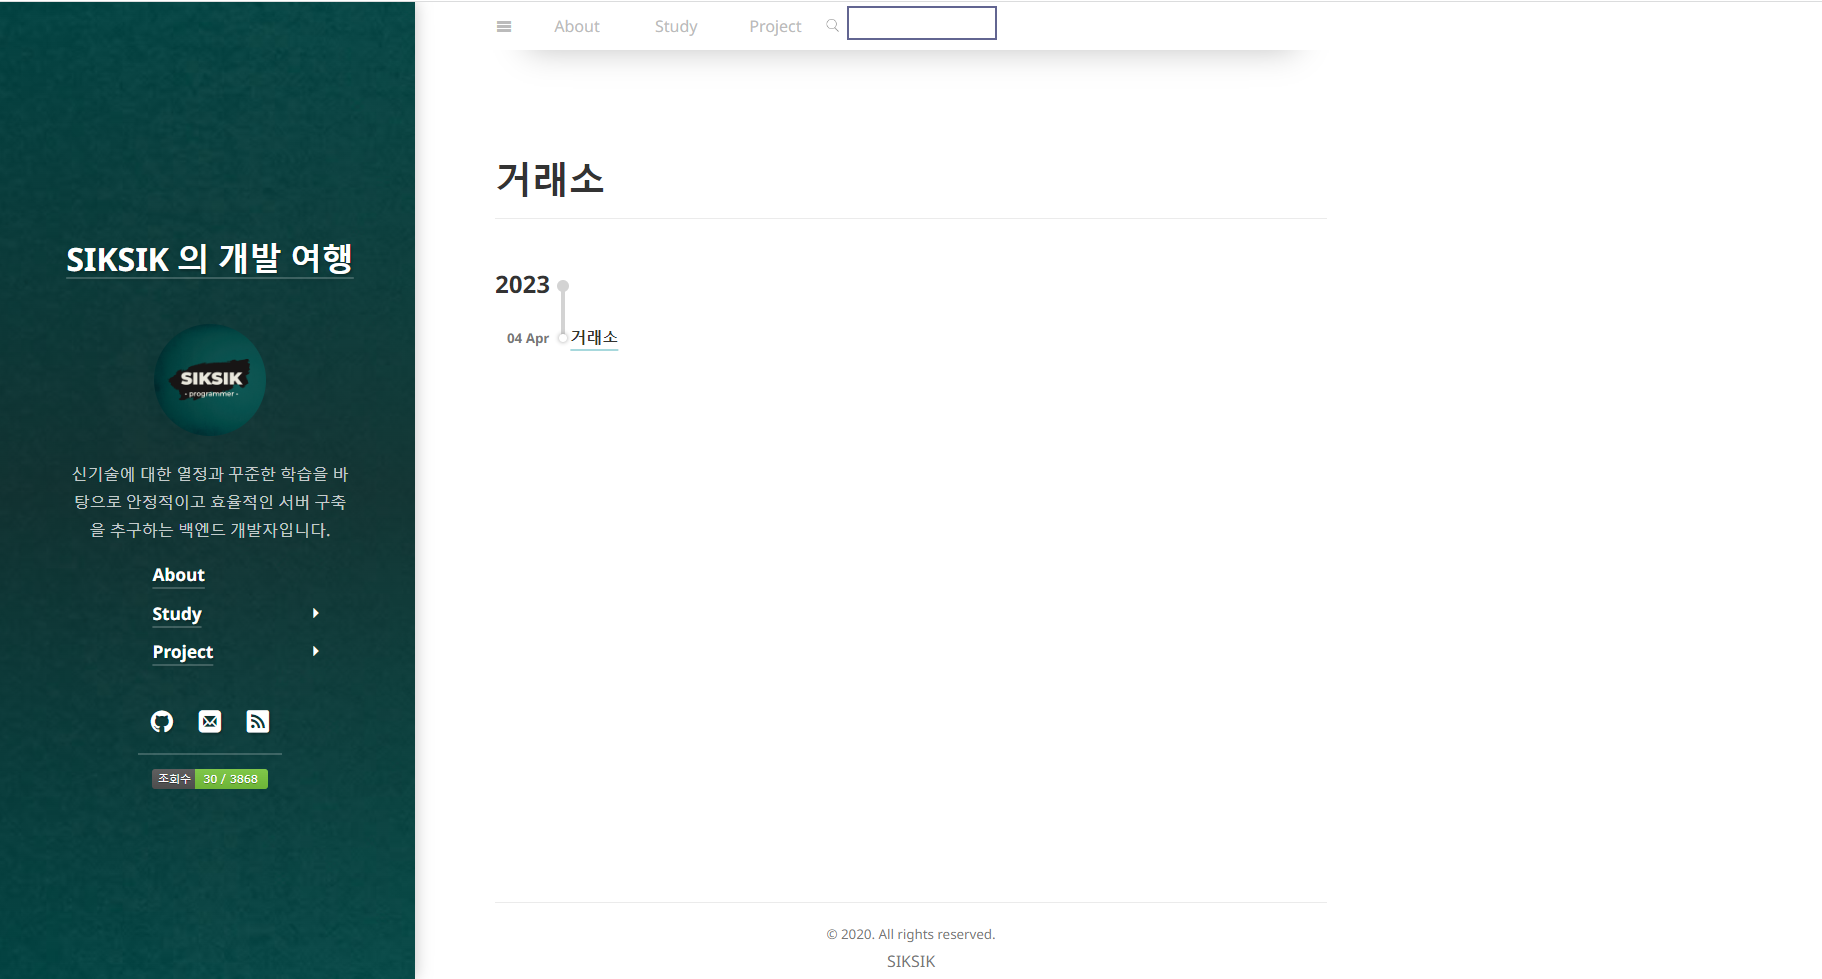 SIKSIK 의 개발 여행
SIKSIK
- programmer -
신기술에 대한 열정과 꾸준한 학습을 바
탕으로 안정적이고 효율적인 서버 구축
을 추구하는 백엔드 개발자입니다.
About
Study
Project
조회수 30 / 3868
About Study Project
거래소
2023
04 Apr 거래소
© 2020. All rights reserved.
SIKSIK